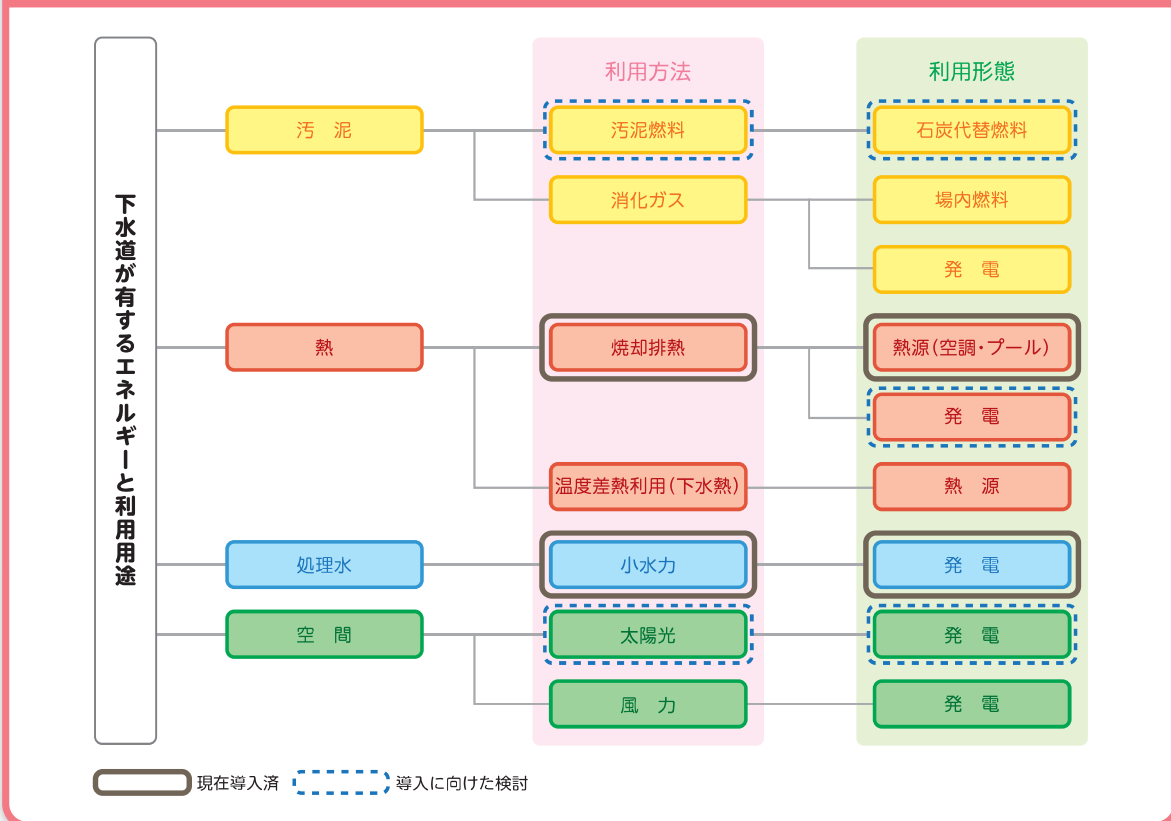 利用方法
利用形態
下水道が有するエネルギーと利用用途
汚　泥
汚泥燃料
石炭代替燃料
消化ガス
場内燃料
発　電
熱
焼却排熱
熱源(空調・プール)
発　電
温度差熱利用(下水熱)
熱　源
処理水
小水力
発　電
空　間
太陽光
発　電
風　力
発　電
現在導入済
導入に向けた検討